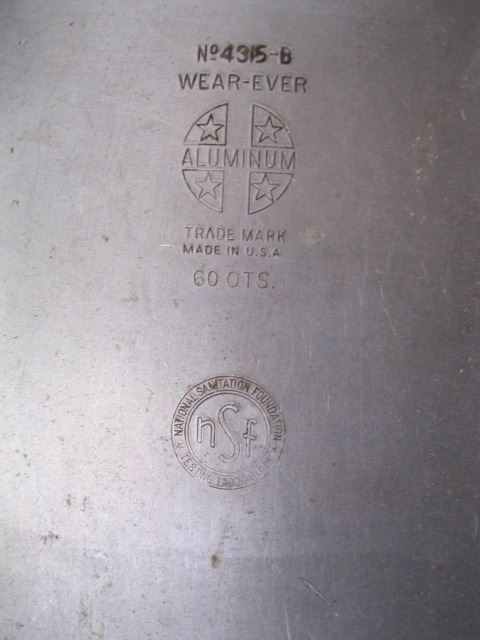 Nº4315-B
WEAR-EVER
ALUMINUM
TRADE MARK
MADE IN U.S.A
60 QTS.
NATIONAL SANITATION FOUNDATION
nSf
TESTING LABORATORY